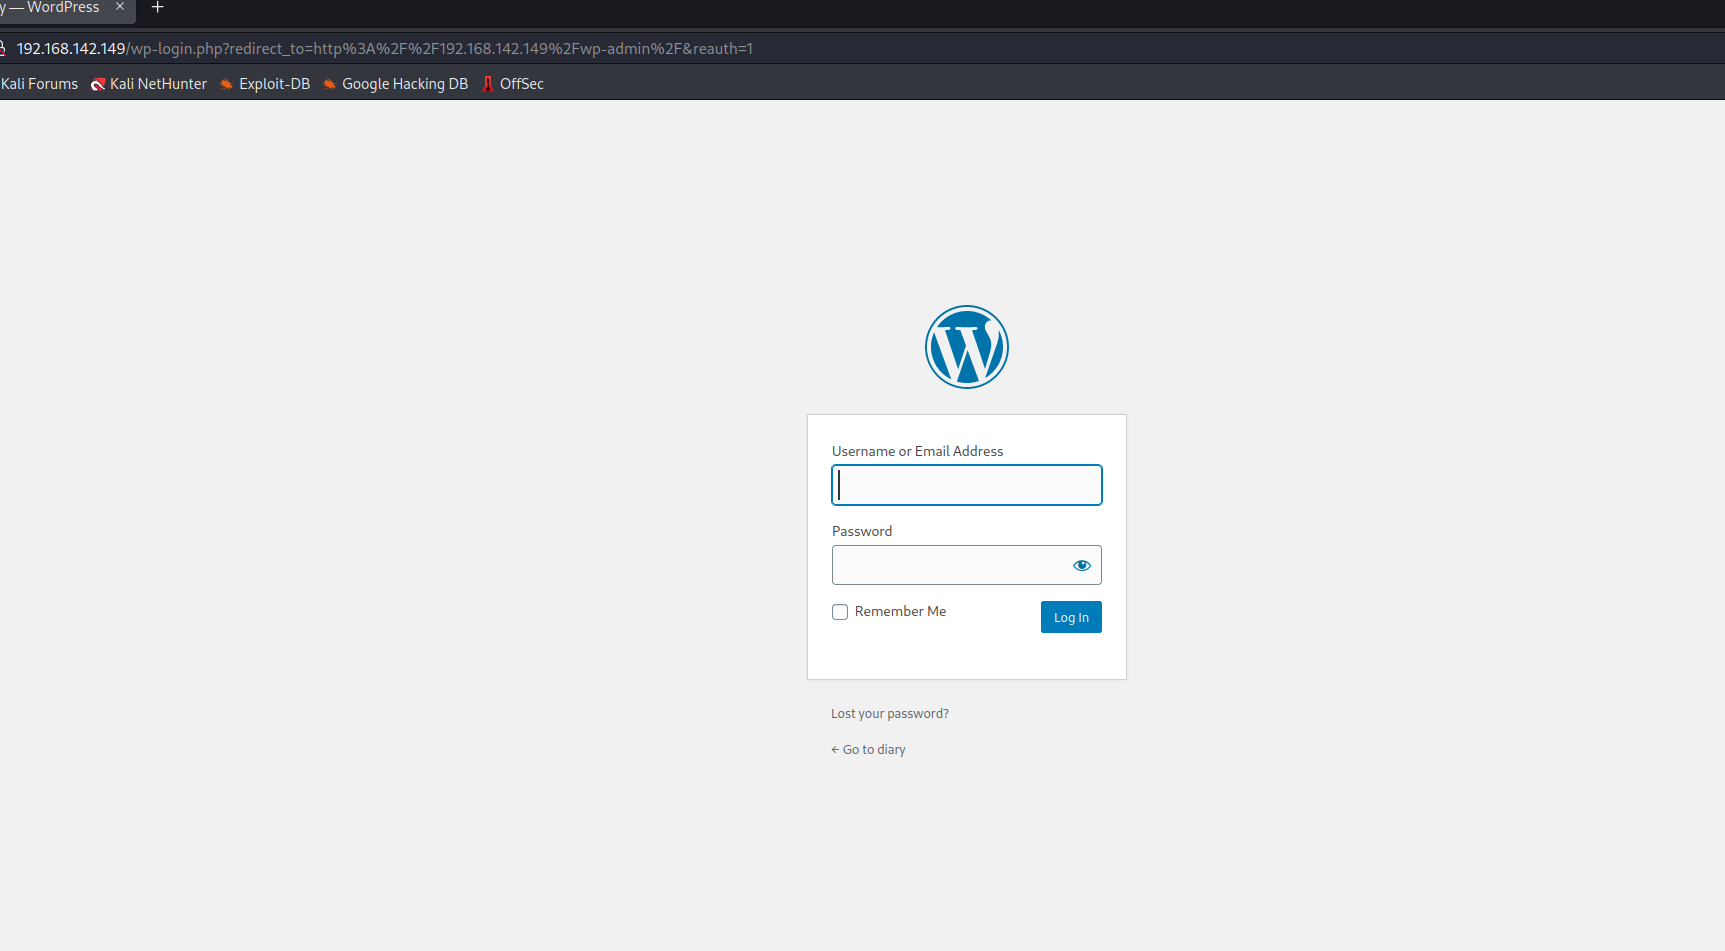 y — WordPress
192.168.142.149/wp-login.php?redirect_to=http%3A%2F%2F192.168.142.149%2Fwp-admin%2F&reauth=1
Kali Forums Kali NetHunter Exploit-DB Google Hacking DB OffSec
Username or Email Address
Password
Remember Me Log In
Lost your password?
← Go to diary